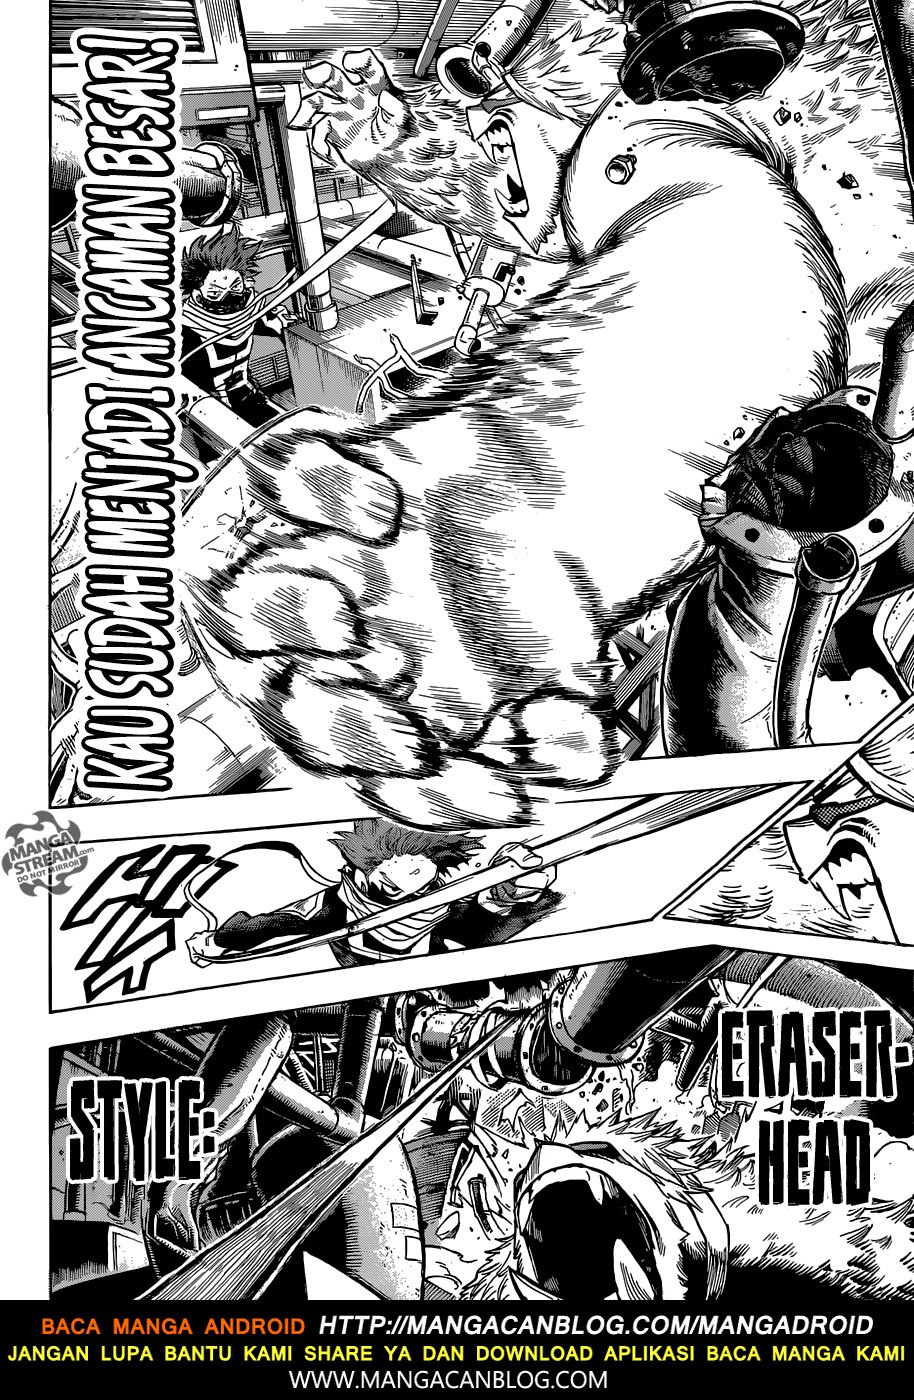 KAU SUDAH MENJADI ANCAMAN BESAR!
MANGA
STREAM.com
DO NOT MIRROR
ERASER-
HEAD
STYLE:
BACA MANGA ANDROID HTTP://MANGACANBLOG.COM/MANGADROID
JANGAN LUPA BANTU KAMI SHARE YA DAN DOWNLOAD APLIKASI BACA MANGA KAMI
WWW.MANGACANBLOG.COM